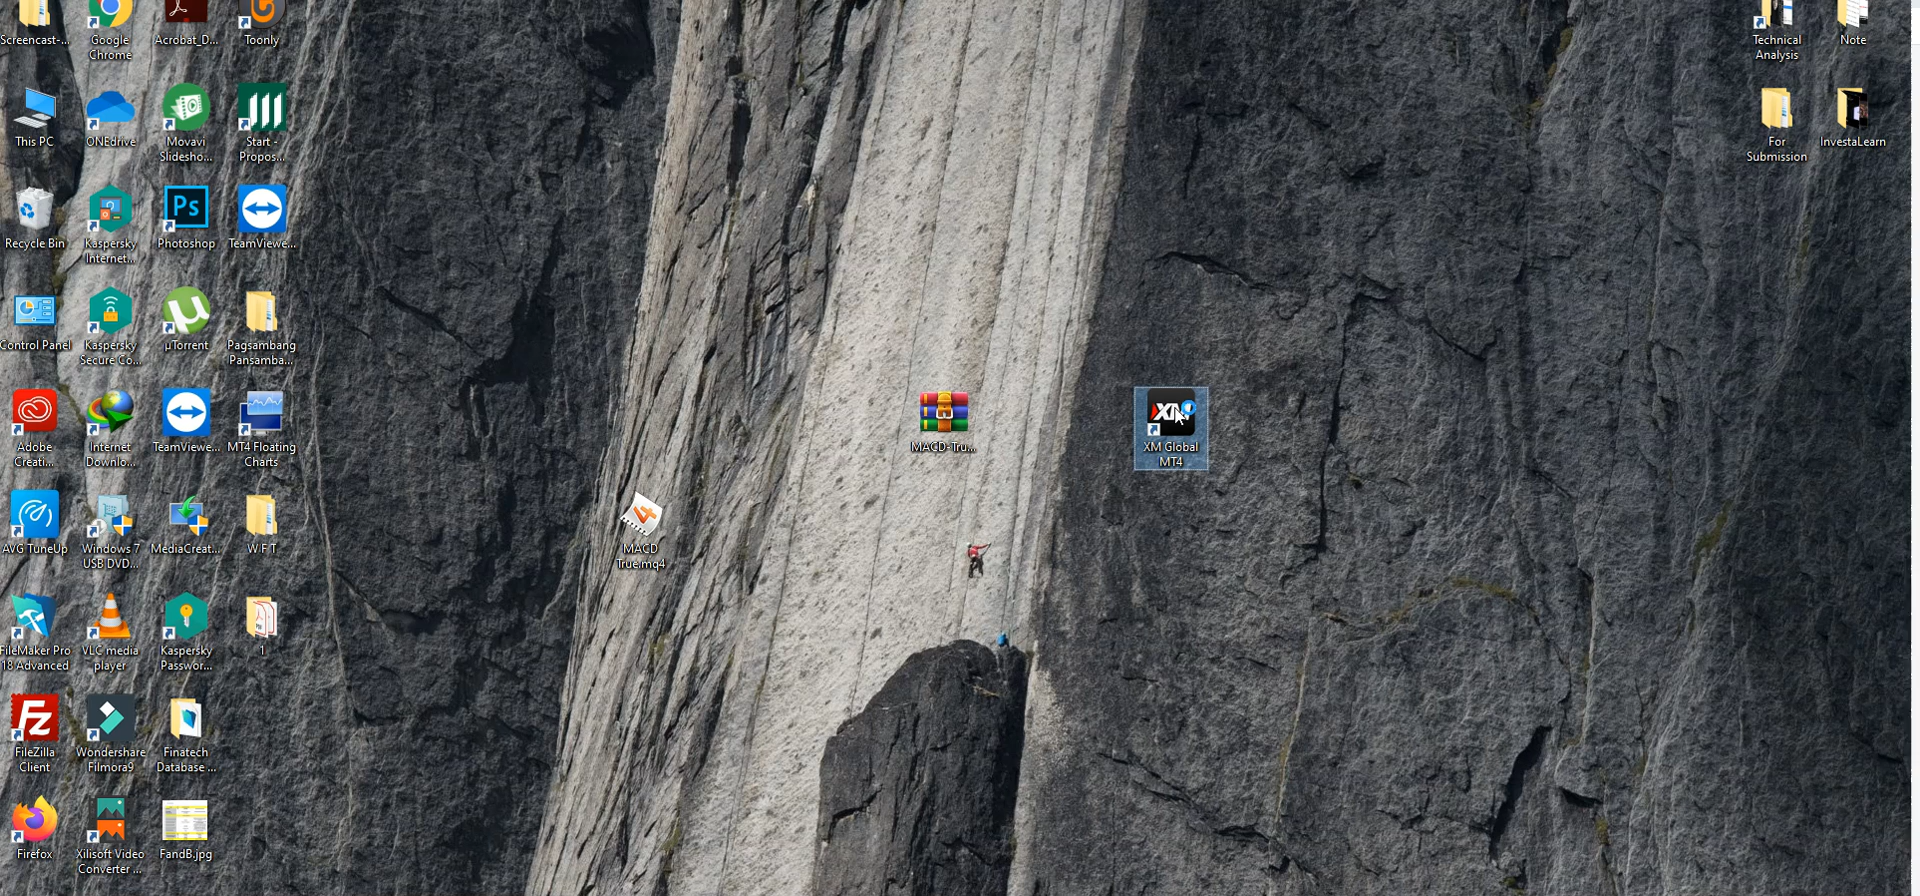 Screencast-...
Google
Chrome
Acrobat_D...
Toonly
Technical
Analysis
Note
This PC
ONEdrive
Movavi
Slidesho...
Start -
Propos...
For
Submission
InvestaLearn
Recycle Bin
Kaspersky
Internet...
Ps
Photoshop
TeamViewe...
Control Panel
Kaspersky
Secure Co...
µTorrent
Pagsambang
Pansamba...
Adobe
Creati...
Internet
Downlo...
TeamViewe...
MT4 Floating
Charts
MACD-Tru...
XM
XM Global
MT4
AVG TuneUp
Windows 7
USB DVD...
MediaCreat...
W F T
4
MACD
True.mq4
FileMaker Pro
18 Advanced
VLC media
player
Kaspersky
Passwor...
1
Fz
FileZilla
Client
Wondershare
Filmora9
Finatech
Database ...
Firefox
Xilisoft Video
Converter ...
FandB.jpg